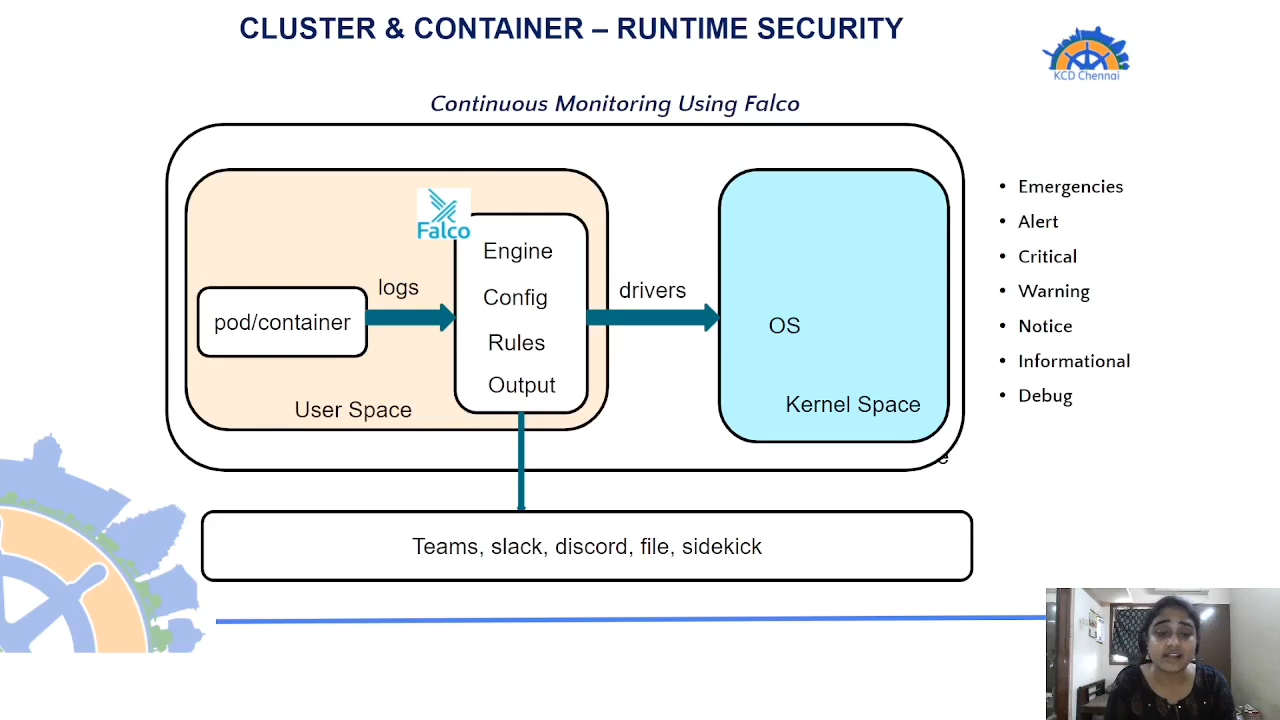 CLUSTER & CONTAINER – RUNTIME SECURITY
KCD Chennai
Continuous Monitoring Using Falco
Falco
Engine
Config
Rules
Output
logs
pod/container
User Space
drivers
OS
Kernel Space
• Emergencies
• Alert
• Critical
• Warning
• Notice
• Informational
• Debug
Teams, slack, discord, file, sidekick